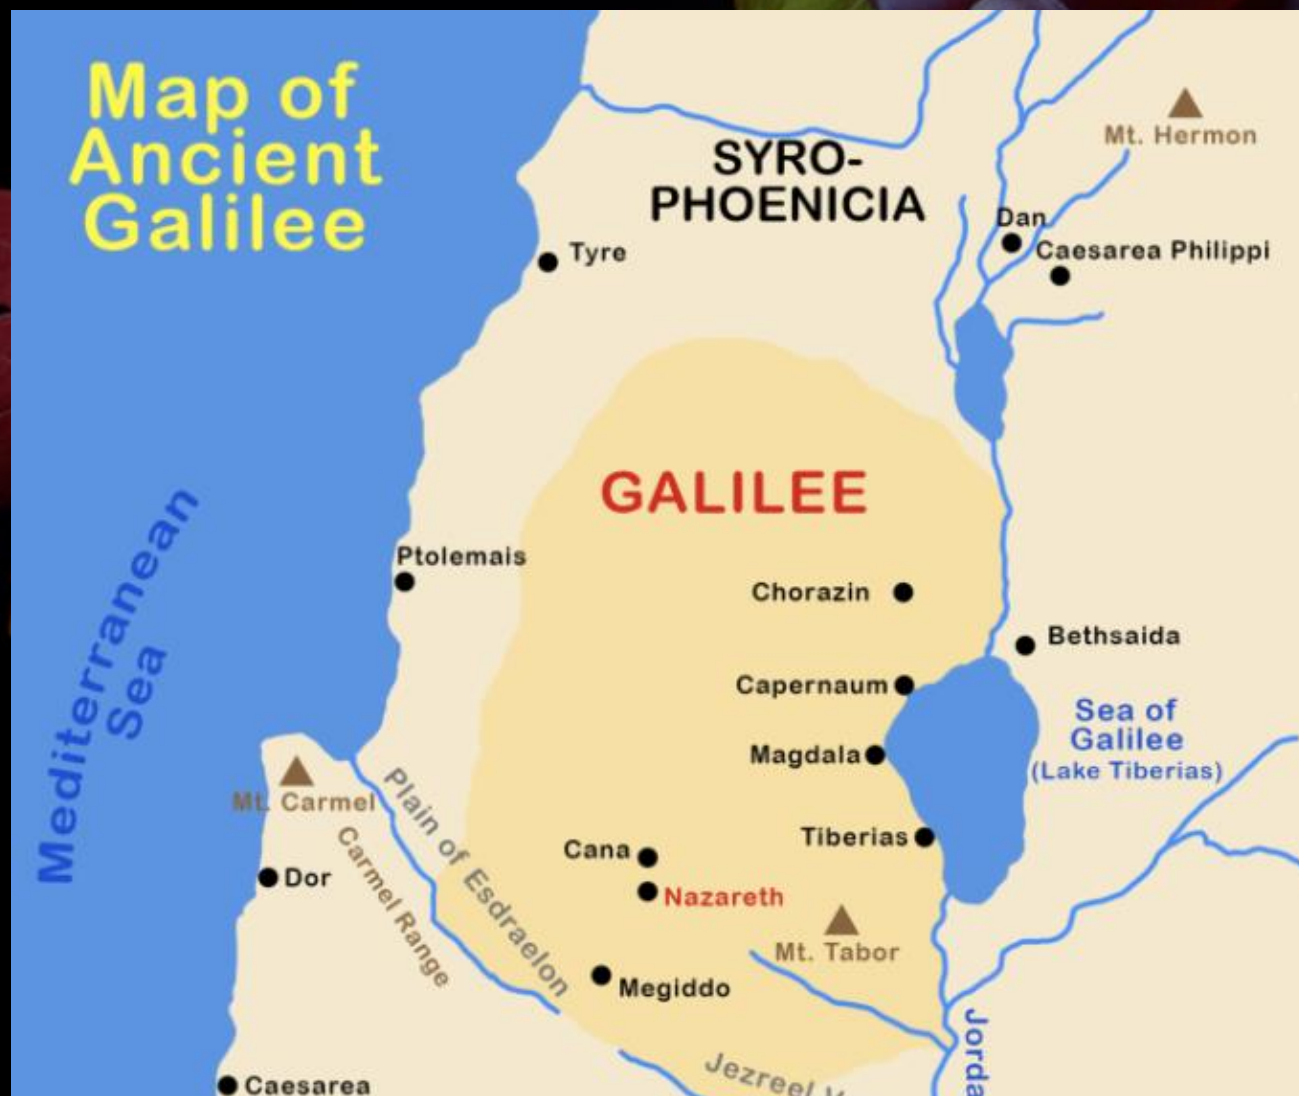 Map of
Ancient
Galilee
Mt. Hermon
SYRO-
PHOENICIA
Dan
Tyre
Caesarea Philippi
GALILEE
Mediterranean
Sea
Ptolemais
Chorazin
Bethsaida
Capernaum
Sea of
Galilee
(Lake Tiberias)
Magdala
Mt. Carmel
Plain of Esdraelon
Carmel Range
Tiberias
Cana
Dor
Nazareth
Mt. Tabor
Megiddo
Jorda
Jezreel
Caesarea